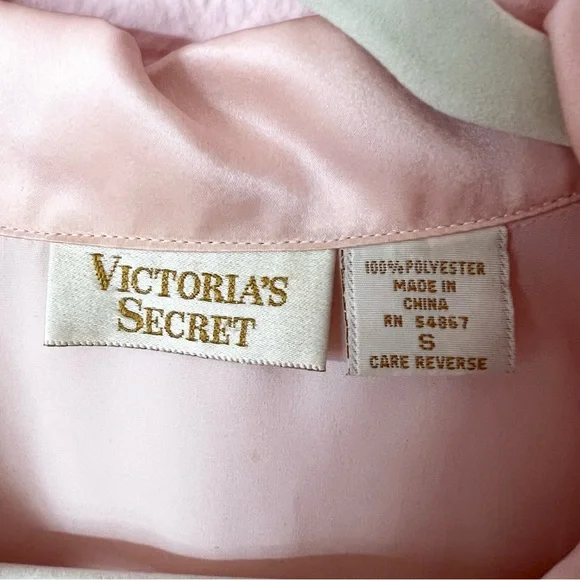 VICTORIA'S
SECRET
100% POLYESTER
MADE IN
CHINA
RN 54867
S
CARE REVERSE